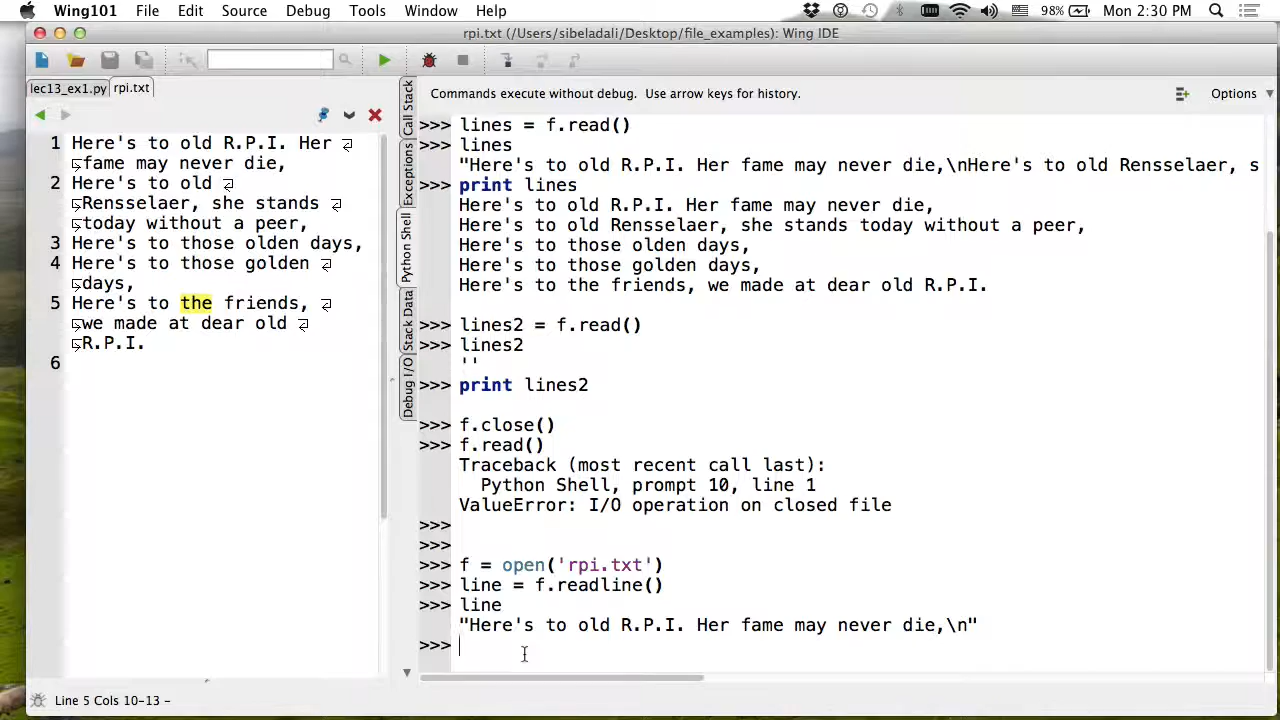 Wing101 File Edit Source Debug Tools Window Help 98% Mon 2:30 PM
rpi.txt (/Users/sibeladali/Desktop/file_examples): Wing IDE
lec13_ex1.py rpi.txt
1 Here's to old R.P.I. Her
fame may never die,
2 Here's to old
Rensselaer, she stands
today without a peer,
3 Here's to those olden days,
4 Here's to those golden
days,
5 Here's to the friends,
we made at dear old
R.P.I.
6
Call Stack
Exceptions
Python Shell
Stack Data
Debug I/O
Commands execute without debug. Use arrow keys for history. Options
>>> lines = f.read()
>>> lines
"Here's to old R.P.I. Her fame may never die,\nHere's to old Rensselaer, s
>>> print lines
Here's to old R.P.I. Her fame may never die,
Here's to old Rensselaer, she stands today without a peer,
Here's to those olden days,
Here's to those golden days,
Here's to the friends, we made at dear old R.P.I.
>>> lines2 = f.read()
>>> lines2
''
>>> print lines2
>>> f.close()
>>> f.read()
Traceback (most recent call last):
Python Shell, prompt 10, line 1
ValueError: I/O operation on closed file
>>>
>>>
>>> f = open('rpi.txt')
>>> line = f.readline()
>>> line
"Here's to old R.P.I. Her fame may never die,\n"
>>>
Line 5 Cols 10-13 –